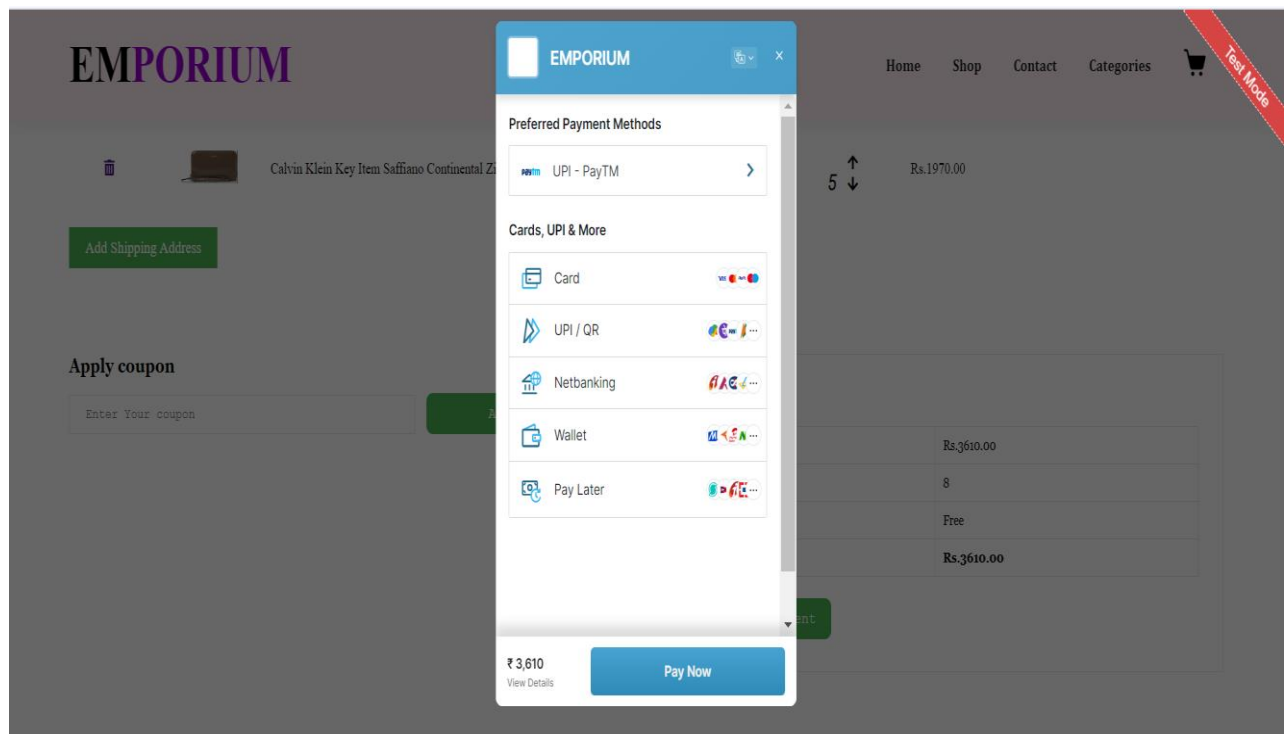 EMPORIUM
EMPORIUM
Home Shop Contact Categories
Test Mode
Calvin Klein Key Item Saffiano Continental
5
Rs.1970.00
Add Shipping Address
Apply coupon
Enter Your coupon
Preferred Payment Methods
paytm UPI - PayTM
Cards, UPI & More
Card
UPI / QR
Netbanking
Wallet
Pay Later
Rs.3610.00
8
Free
Rs.3610.00
₹ 3,610
View Details
Pay Now